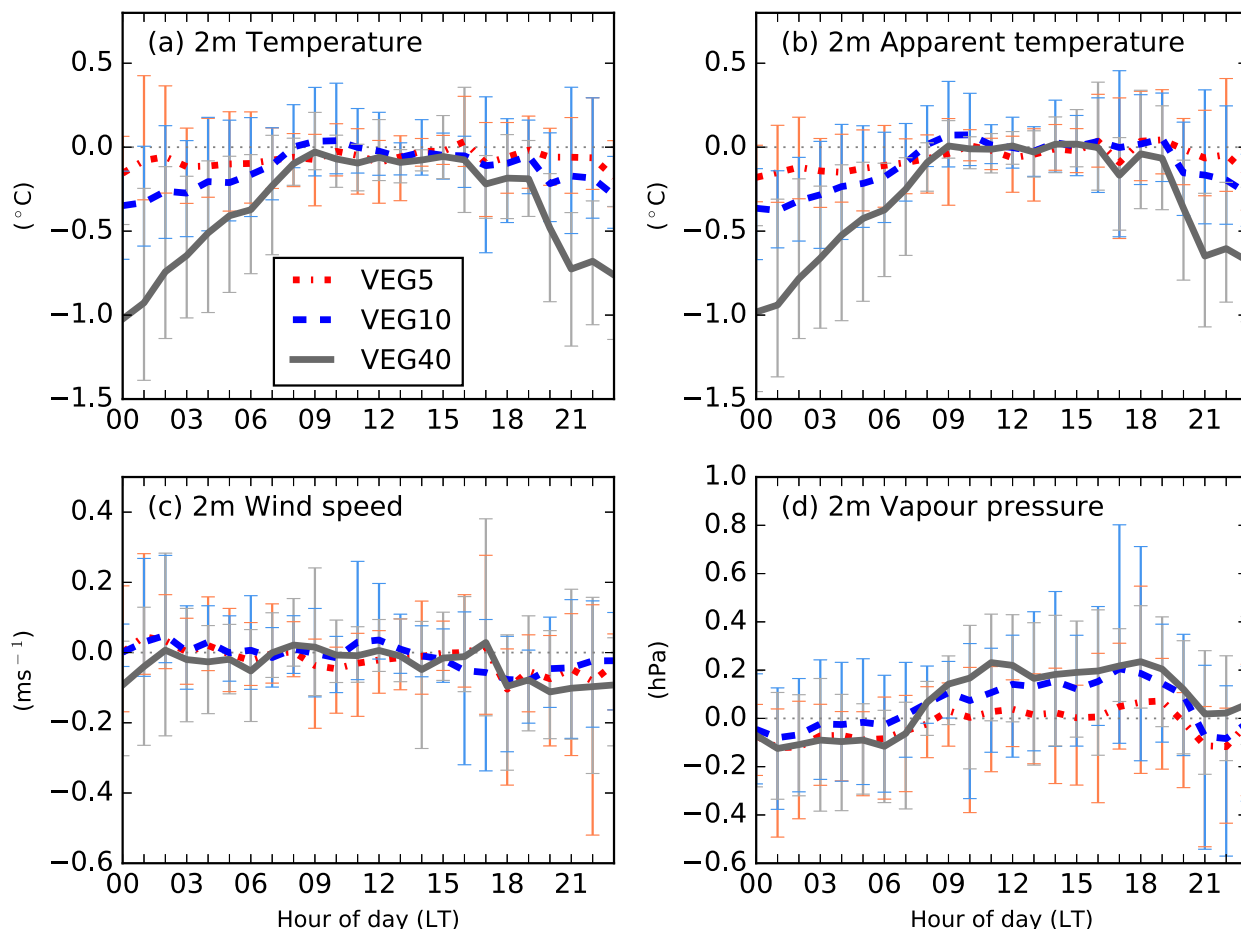 (a) 2m Temperature
(°C)
0.5
0.0
−0.5
−1.0
−1.5
VEG5
VEG10
VEG40
00 03 06 09 12 15 18 21
(b) 2m Apparent temperature
(°C)
0.5
0.0
−0.5
−1.0
−1.5
00 03 06 09 12 15 18 21
(c) 2m Wind speed
(ms⁻¹)
0.4
0.2
0.0
−0.2
−0.4
−0.6
00 03 06 09 12 15 18 21
Hour of day (LT)
(d) 2m Vapour pressure
(hPa)
1.0
0.8
0.6
0.4
0.2
0.0
−0.2
−0.4
−0.6
00 03 06 09 12 15 18 21
Hour of day (LT)